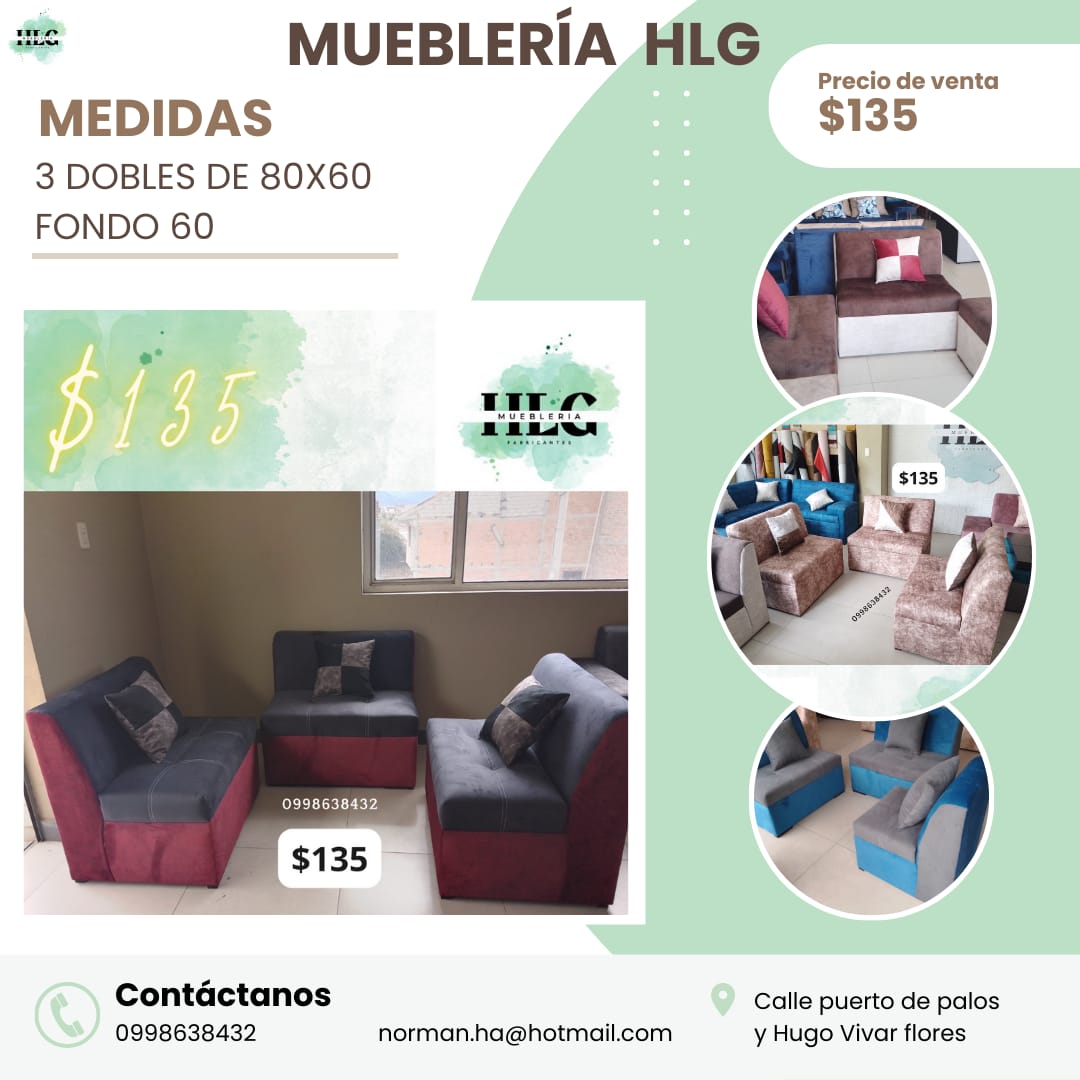 HLG
MUEBLERÍA HLG
Precio de venta
$135
MEDIDAS
3 DOBLES DE 80X60
FONDO 60
$135
HLG
MUEBLERIA
FABRICANTES
$135
0998638432
0998638432
$135
Contáctanos
0998638432
norman.ha@hotmail.com
Calle puerto de palos
y Hugo Vivar flores